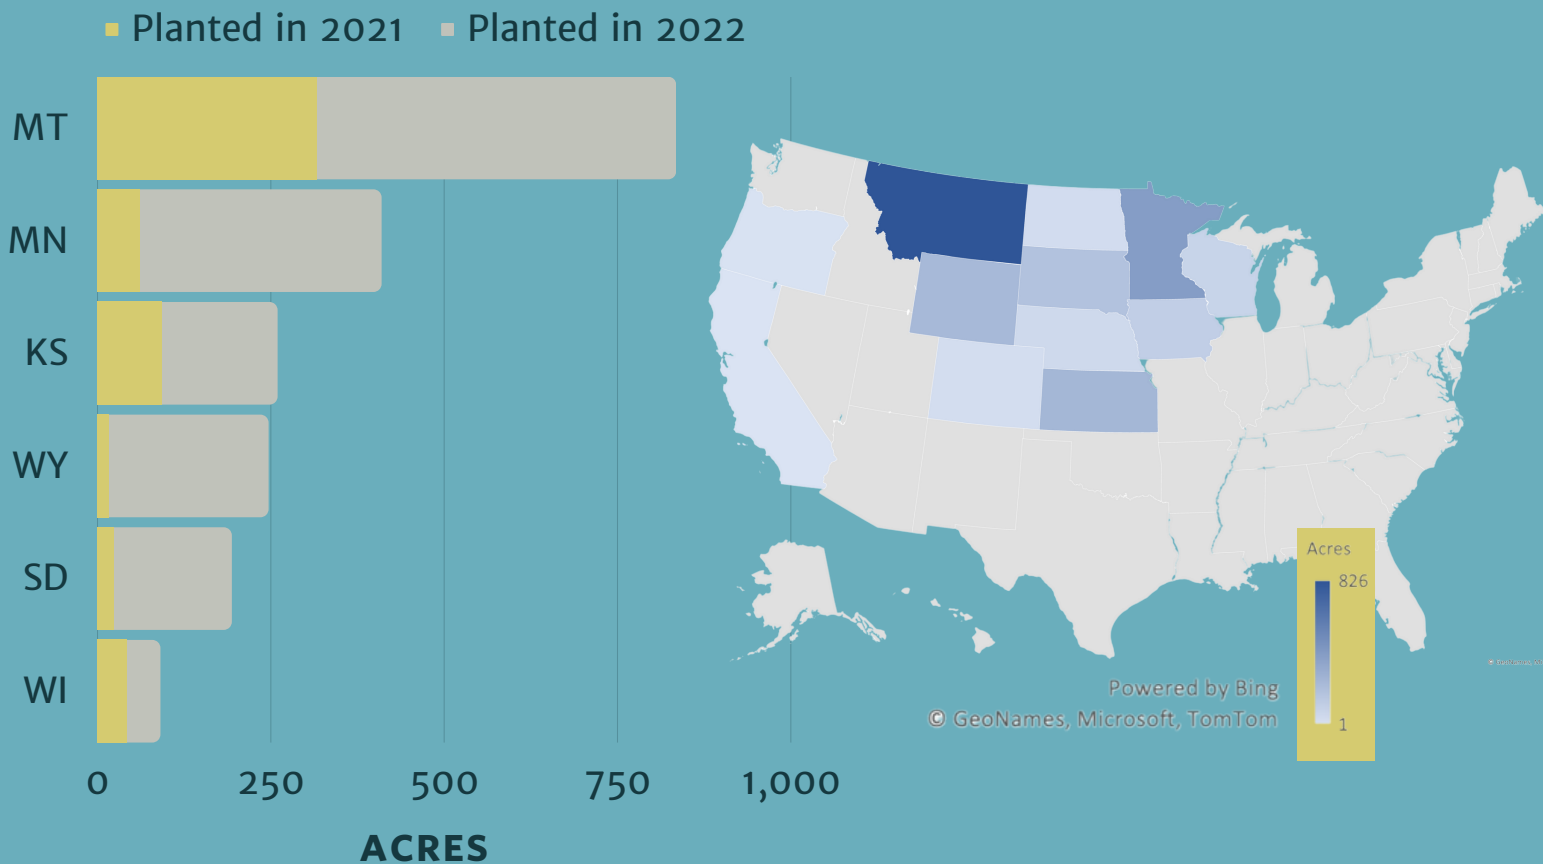 Planted in 2021 Planted in 2022
MT
MN
KS
WY
SD
WI
0 250 500 750 1,000
ACRES
Acres
826
1
Powered by Bing
© GeoNames, Microsoft, TomTom